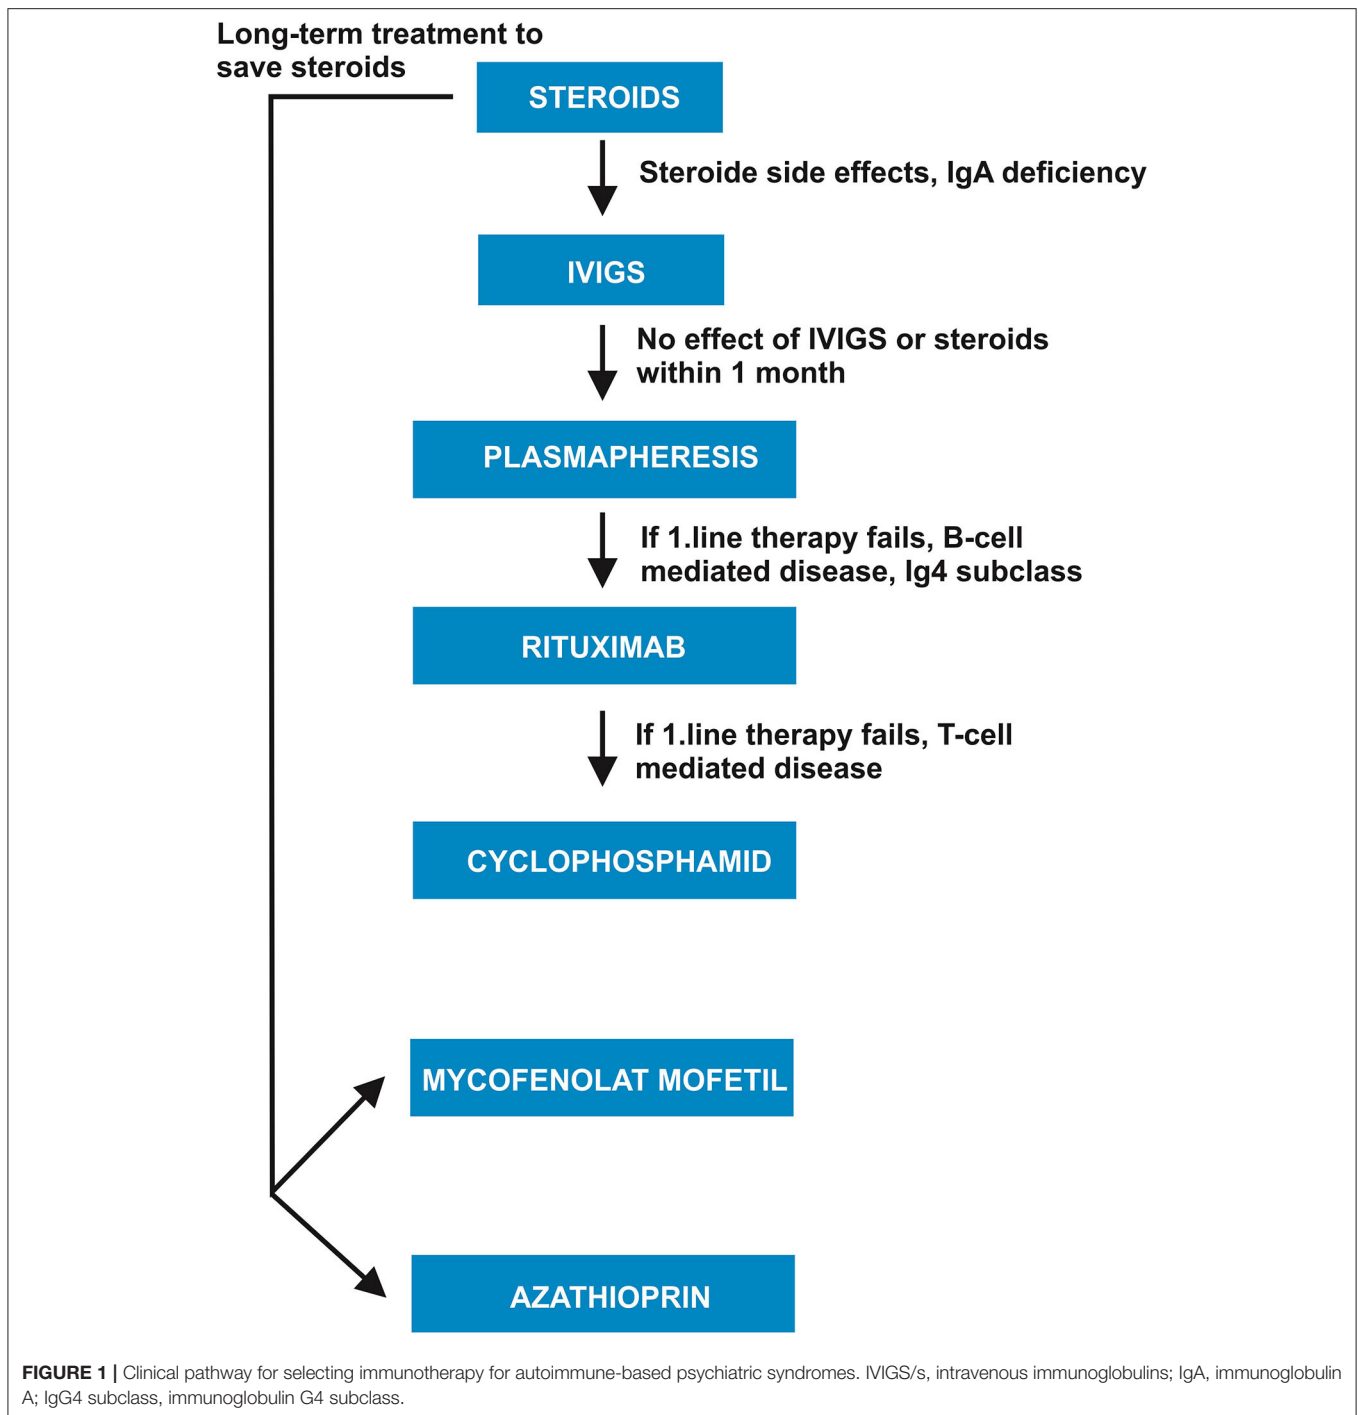 Long-term treatment to
save steroids
STEROIDS
Steroide side effects, IgA deficiency
IVIGS
No effect of IVIGS or steroids
within 1 month
PLASMAPHERESIS
If 1.line therapy fails, B-cell
mediated disease, Ig4 subclass
RITUXIMAB
If 1.line therapy fails, T-cell
mediated disease
CYCLOPHOSPHAMID
MYCOFENOLAT MOFETIL
AZATHIOPRIN
FIGURE 1 | Clinical pathway for selecting immunotherapy for autoimmune-based psychiatric syndromes. IVIGS/s, intravenous immunoglobulins; IgA, immunoglobulin
A; IgG4 subclass, immunoglobulin G4 subclass.